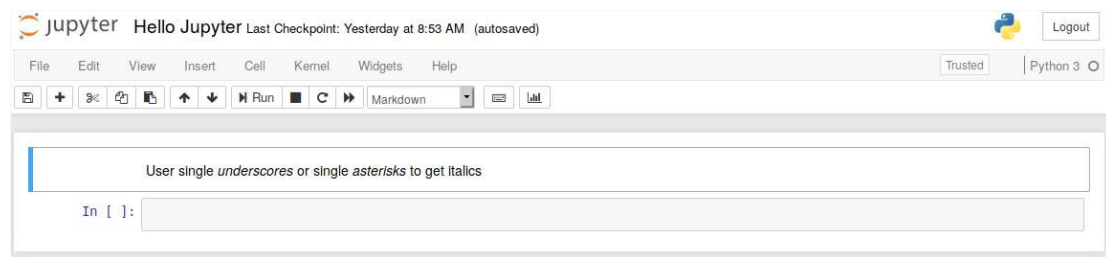 jupyter Hello Jupyter Last Checkpoint: Yesterday at 8:53 AM (autosaved) Logout
File Edit View Insert Cell Kernel Widgets Help Trusted Python 3
Run Markdown
User single underscores or single asterisks to get italics
In [ ]: